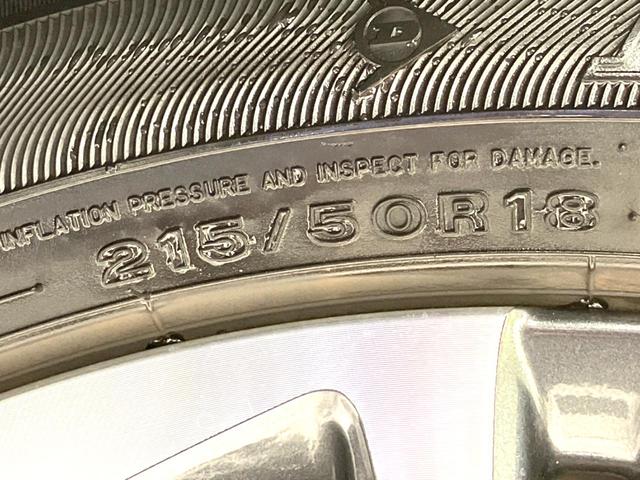 INFLATION PRESSURE AND INSPECT FOR DAMAGE.
215/50R18